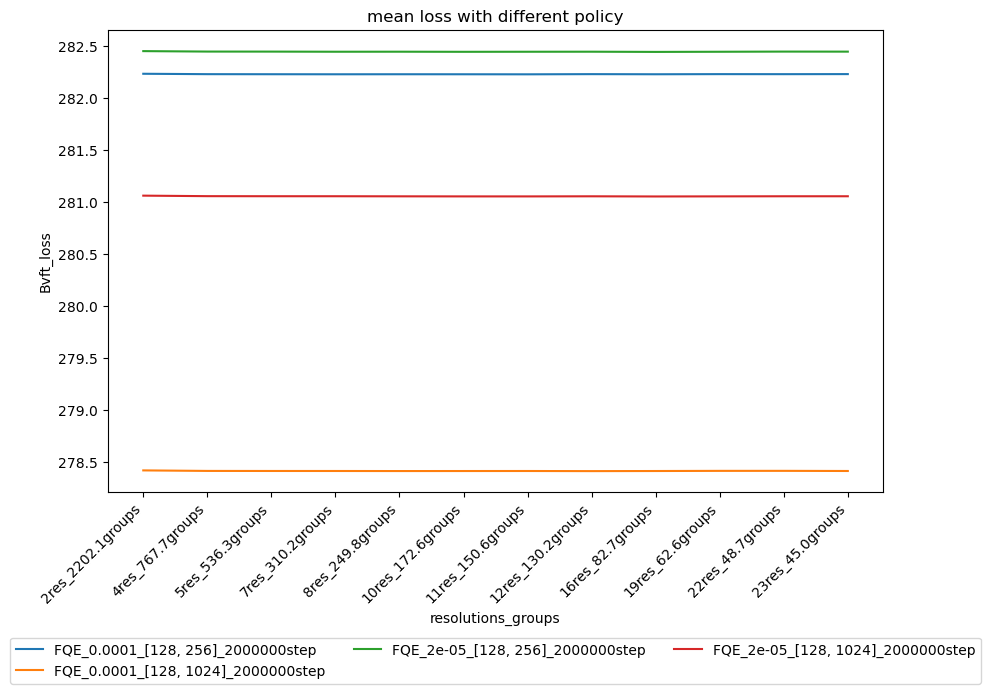 mean loss with different policy
Bvft_loss
282.5
282.0
281.5
281.0
280.5
280.0
279.5
279.0
278.5
2res_2202.1groups
4res_767.7groups
5res_536.3groups
7res_310.2groups
8res_249.8groups
10res_172.6groups
11res_150.6groups
12res_130.2groups
16res_82.7groups
19res_62.6groups
22res_48.7groups
23res_45.0groups
resolutions_groups
FQE_0.0001_[128, 256]_2000000step
FQE_0.0001_[128, 1024]_2000000step
FQE_2e-05_[128, 256]_2000000step
FQE_2e-05_[128, 1024]_2000000step